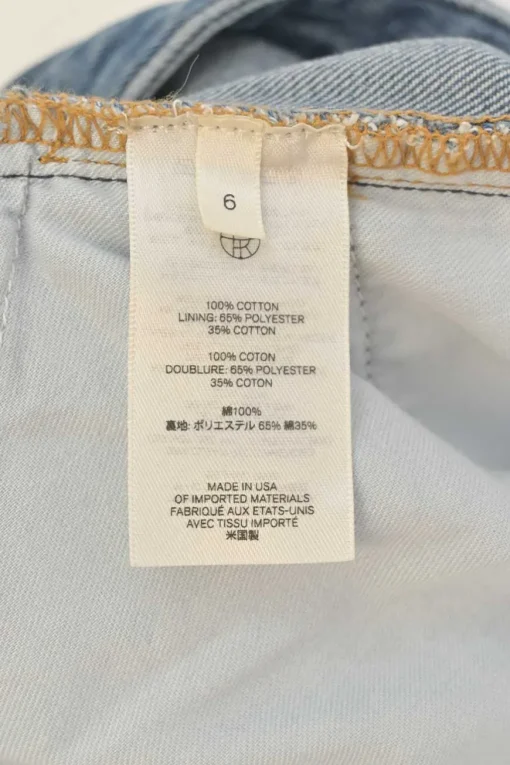 6
100% COTTON
LINING: 65% POLYESTER
35% COTTON
100% COTON
DOUBLURE: 65% POLYESTER
35% COTON
綿100%
裏地: ポリエステル 65% 綿35%
MADE IN USA
OF IMPORTED MATERIALS
FABRIQUÉ AUX ETATS-UNIS
AVEC TISSU IMPORTÉ
米国製